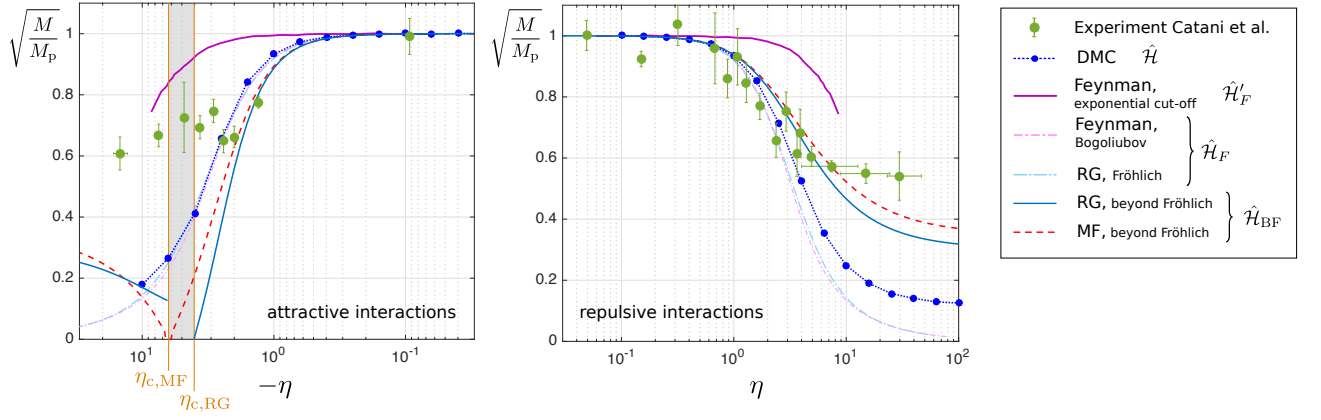 √M/M_p
1
0.8
0.6
0.4
0.2
0
attractive interactions
10^1
10^0
10^-1
η_c,MF
−η
η_c,RG
√M/M_p
1
0.8
0.6
0.4
0.2
0
repulsive interactions
10^-1
10^0
10^1
10^2
η
Experiment Catani et al.
DMC Ĥ
Feynman,
exponential cut-off Ĥ'_F
Feynman,
Bogoliubov
Ĥ_F
RG, Fröhlich
RG, beyond Fröhlich
Ĥ_BF
MF, beyond Fröhlich